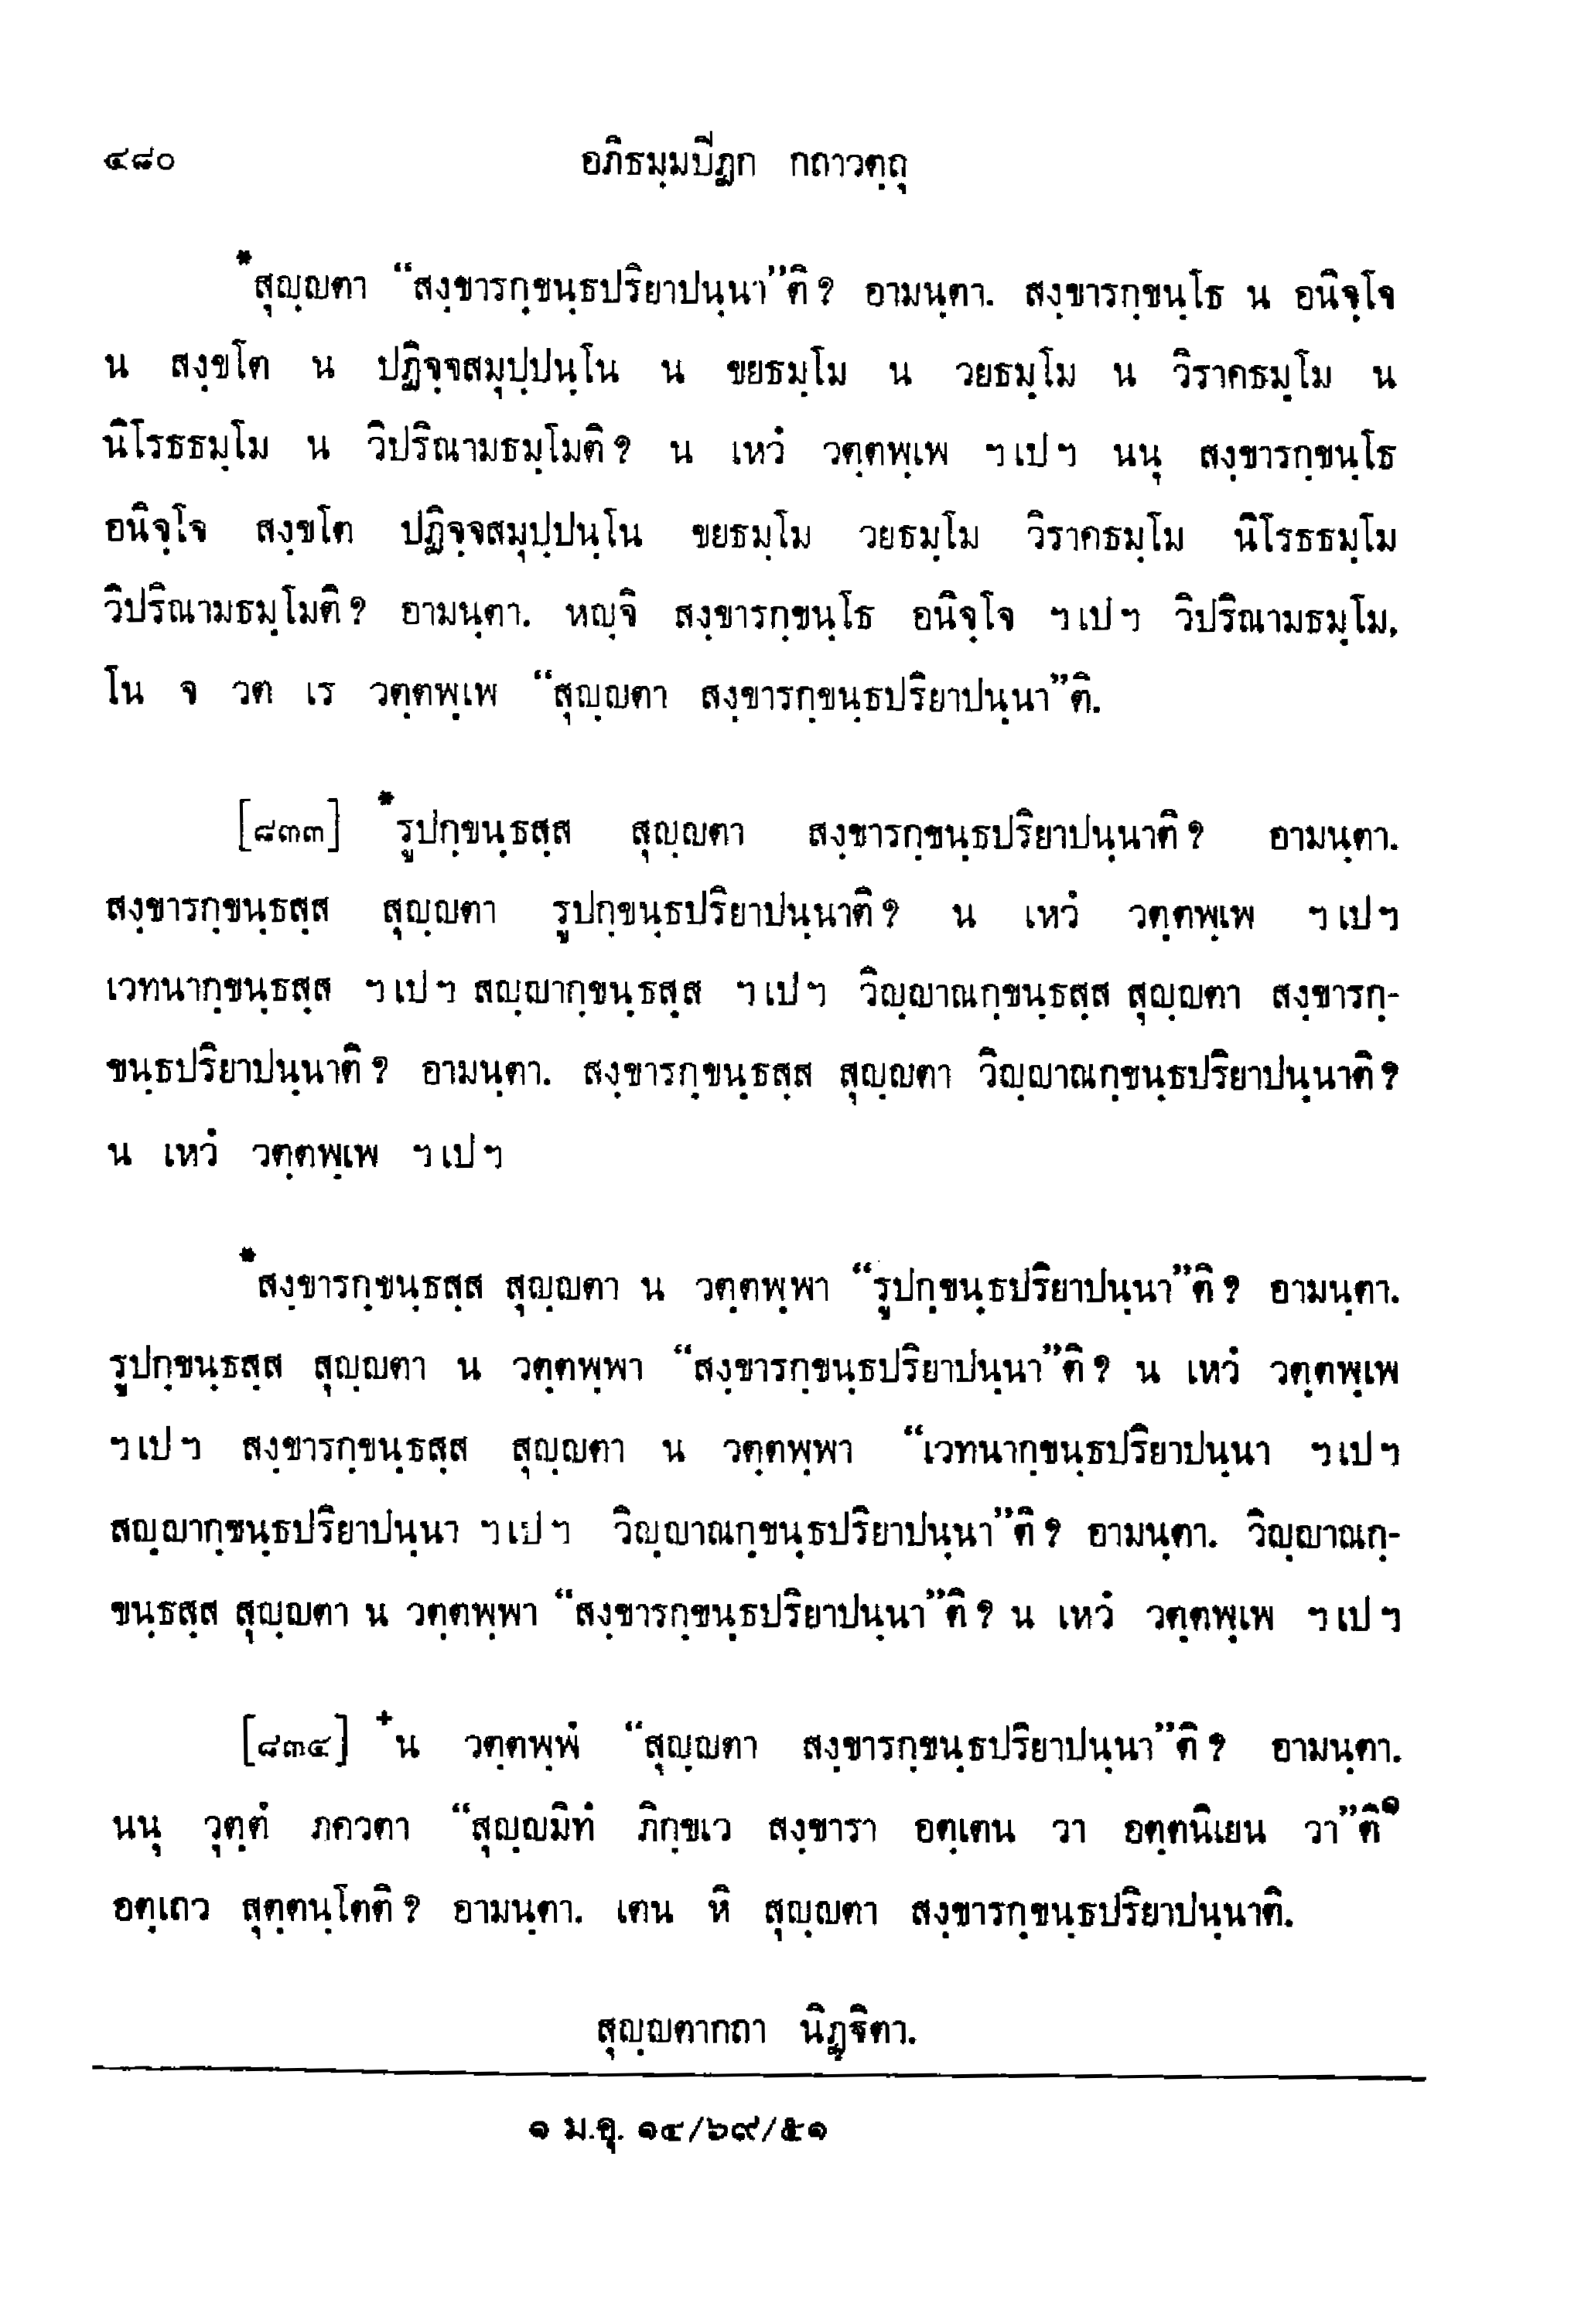 ๔๘๐ อภิธมฺมปีฏก กถาวตฺถุ
*สุญฺญตา “สงฺขารกฺขนฺธปริยาปนฺนา”ติ? อามนฺตา. สงฺขารกฺขนฺโธ น อนิจฺโจ
น สงฺขโต น ปฏิจฺจสมุปฺปนฺโน น ขยธมฺโม น วยธมฺโม น วิราคธมฺโม น
นิโรธธมฺโม น วิปริณามธมฺโมติ? น เหวํ วตฺตพฺเพ ฯเปฯ นนุ สงฺขารกฺขนฺโธ
อนิจฺโจ สงฺขโต ปฏิจฺจสมุปฺปนฺโน ขยธมฺโม วยธมฺโม วิราคธมฺโม นิโรธธมฺโม
วิปริณามธมฺโมติ? อามนฺตา. หญฺจิ สงฺขารกฺขนฺโธ อนิจฺโจ ฯเปฯ วิปริณามธมฺโม,
โน จ วต เร วตฺตพฺเพ “สุญฺญตา สงฺขารกฺขนฺธปริยาปนฺนา”ติ.
[๘๓๓] *รูปกฺขนฺธสฺส สุญฺญตา สงฺขารกฺขนฺธปริยาปนฺนาติ? อามนฺตา.
สงฺขารกฺขนฺธสฺส สุญฺญตา รูปกฺขนฺธปริยาปนฺนาติ? น เหวํ วตฺตพฺเพ ฯเปฯ
เวทนากฺขนฺธสฺส ฯเปฯ สญฺญากฺขนฺธสฺส ฯเปฯ วิญฺญาณกฺขนฺธสฺส สุญฺญตา สงฺขารกฺ-
ขนฺธปริยาปนฺนาติ? อามนฺตา. สงฺขารกฺขนฺธสฺส สุญฺญตา วิญฺญาณกฺขนฺธปริยาปนฺนาติ?
น เหวํ วตฺตพฺเพ ฯเปฯ
*สงฺขารกฺขนฺธสฺส สุญฺญตา น วตฺตพฺพา “รูปกฺขนฺธปริยาปนฺนา”ติ? อามนฺตา.
รูปกฺขนฺธสฺส สุญฺญตา น วตฺตพฺพา “สงฺขารกฺขนฺธปริยาปนฺนา”ติ? น เหวํ วตฺตพฺเพ
ฯเปฯ สงฺขารกฺขนฺธสฺส สุญฺญตา น วตฺตพฺพา “เวทนากฺขนฺธปริยาปนฺนา ฯเปฯ
สญฺญากฺขนฺธปริยาปนฺนา ฯเปฯ วิญฺญาณกฺขนฺธปริยาปนฺนา”ติ? อามนฺตา. วิญฺญาณกฺ-
ขนฺธสฺส สุญฺญตา น วตฺตพฺพา “สงฺขารกฺขนฺธปริยาปนฺนา”ติ? น เหวํ วตฺตพฺเพ ฯเปฯ
[๘๓๔] +น วตฺตพฺพํ “สุญฺญตา สงฺขารกฺขนฺธปริยาปนฺนา”ติ? อามนฺตา.
นนุ วุตฺตํ ภควตา “สุญฺญมิทํ ภิกฺขเว สงฺขารา อตฺเตน วา อตฺตนิเยน วา”ติ๑
อตฺเถว สุตฺตนฺโตติ? อามนฺตา. เตน หิ สุญฺญตา สงฺขารกฺขนฺธปริยาปนฺนาติ.
สุญฺญตากถา นิฏฺฐิตา.
๑ ม.อุ. ๑๔/๖๙/๕๑